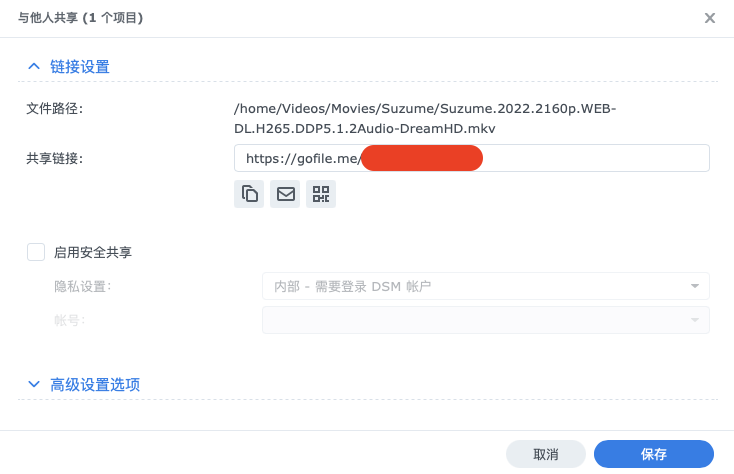 与他人共享 (1 个项目)
链接设置
文件路径:
/home/Videos/Movies/Suzume/Suzume.2022.2160p.WEB-
DL.H265.DDP5.1.2Audio-DreamHD.mkv
共享链接:
https://gofile.me/
启用安全共享
隐私设置:
内部 - 需要登录 DSM 帐户
帐号:
高级设置选项
取消
保存